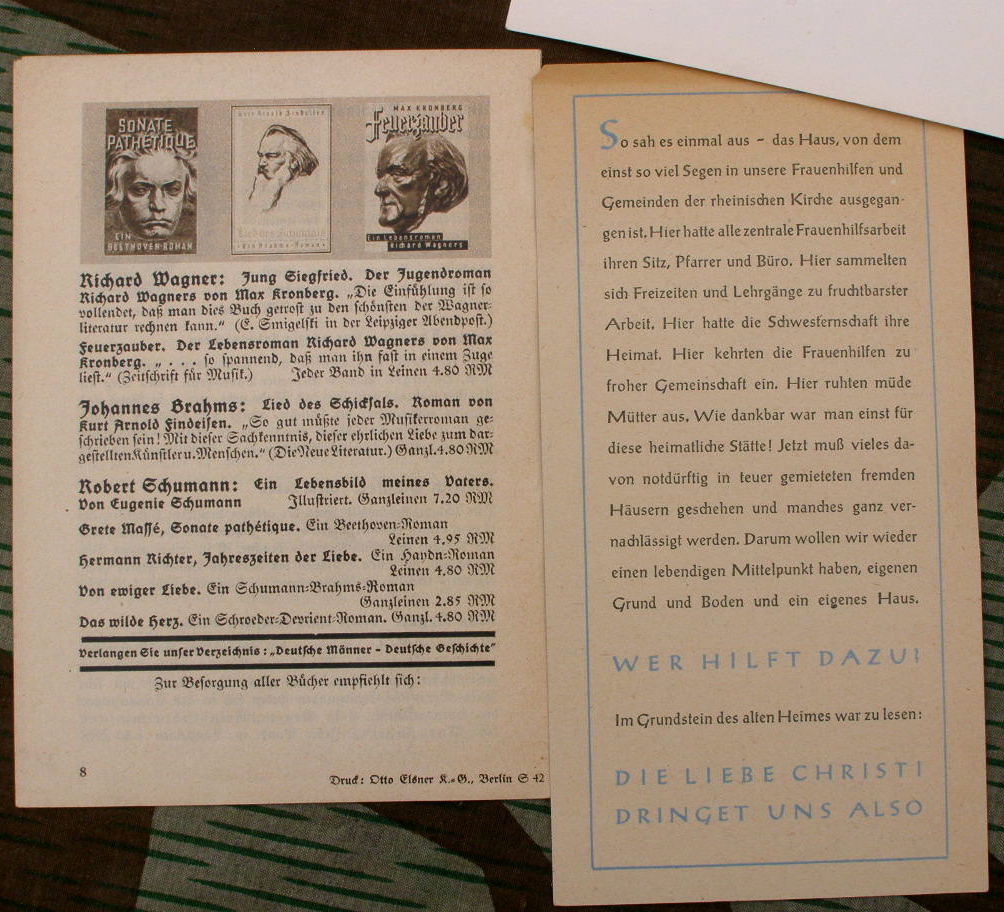 SONATE
PATHÉTIQUE
EIN
BEETHOVEN-ROMAN
Kurt Arnold Findeisen
Lied des Schicksals
Ein Brahms-Roman
MAX KRONBERG
Feuerzauber
Ein Lebensroman
Richard Wagners
Richard Wagner: Jung Siegfried. Der Jugendroman
Richard Wagners von Max Kronberg. „Die Einfühlung ist so
vollendet, daß man dies Buch getrost zu den schönsten der Wagner-
literatur rechnen kann.“ (E. Smigelski in der Leipziger Abendpost.)
Feuerzauber. Der Lebensroman Richard Wagners von Max
Kronberg. „. . . . so spannend, daß man ihn fast in einem Zuge
liest.“ (Zeitschrift für Musik.) Jeder Band in Leinen 4.80 RM
Johannes Brahms: Lied des Schicksals. Roman von
Kurt Arnold Findeisen. „So gut müßte jeder Musikerroman ge-
schrieben sein! Mit dieser Sachkenntnis, dieser ehrlichen Liebe zum dar-
gestellten Künstler u. Menschen.“ (Die Neue Literatur.) Ganzl. 4.80 RM
Robert Schumann: Ein Lebensbild meines Vaters.
Von Eugenie Schumann Illustriert. Ganzleinen 7.20 RM
Grete Massé, Sonate pathétique. Ein Beethoven-Roman
Leinen 4.95 RM
Hermann Richter, Jahreszeiten der Liebe. Ein Haydn-Roman
Leinen 4.80 RM
Von ewiger Liebe. Ein Schumann-Brahms-Roman
Ganzleinen 2.85 RM
Das wilde Herz. Ein Schroeder-Devrient-Roman. Ganzl. 4.80 RM
Verlangen Sie unser Verzeichnis: „Deutsche Männer - Deutsche Geschichte“
Zur Besorgung aller Bücher empfiehlt sich:
8
Druck: Otto Elsner K.-G., Berlin S 42
So sah es einmal aus - das Haus, von dem
einst so viel Segen in unsere Frauenhilfen und
Gemeinden der rheinischen Kirche ausgegan-
gen ist. Hier hatte alle zentrale Frauenhilfsarbeit
ihren Sitz, Pfarrer und Büro. Hier sammelten
sich Freizeiten und Lehrgänge zu fruchtbarster
Arbeit. Hier hatte die Schwesternschaft ihre
Heimat. Hier kehrten die Frauenhilfen zu
froher Gemeinschaft ein. Hier ruhten müde
Mütter aus. Wie dankbar war man einst für
diese heimatliche Stätte! Jetzt muß vieles da-
von notdürftig in teuer gemieteten fremden
Häusern geschehen und manches ganz ver-
nachlässigt werden. Darum wollen wir wieder
einen lebendigen Mittelpunkt haben, eigenen
Grund und Boden und ein eigenes Haus.
WER HILFT DAZU?
Im Grundstein des alten Heimes war zu lesen:
DIE LIEBE CHRISTI
DRINGET UNS ALSO